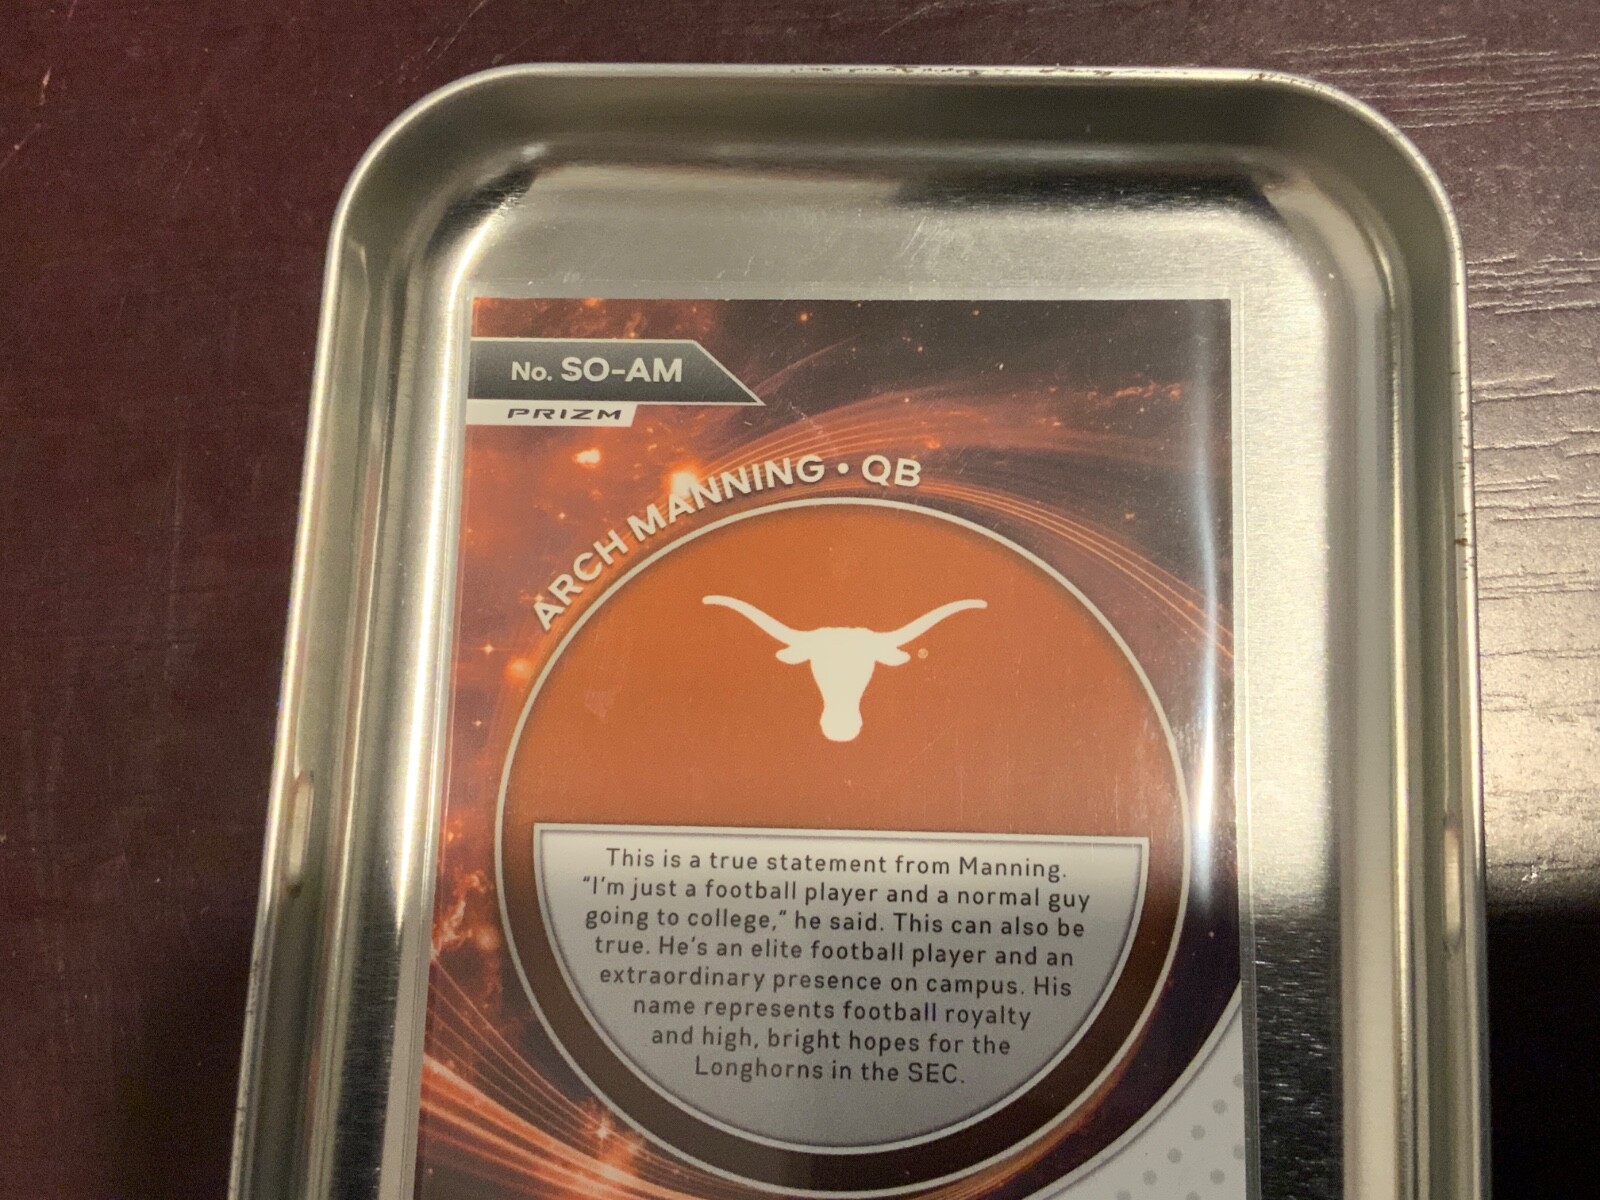 No. SO-AM
PRIZM
ARCH MANNING • QB
®
This is a true statement from Manning.
“I'm just a football player and a normal guy
going to college,” he said. This can also be
true. He's an elite football player and an
extraordinary presence on campus. His
name represents football royalty
and high, bright hopes for the
Longhorns in the SEC.